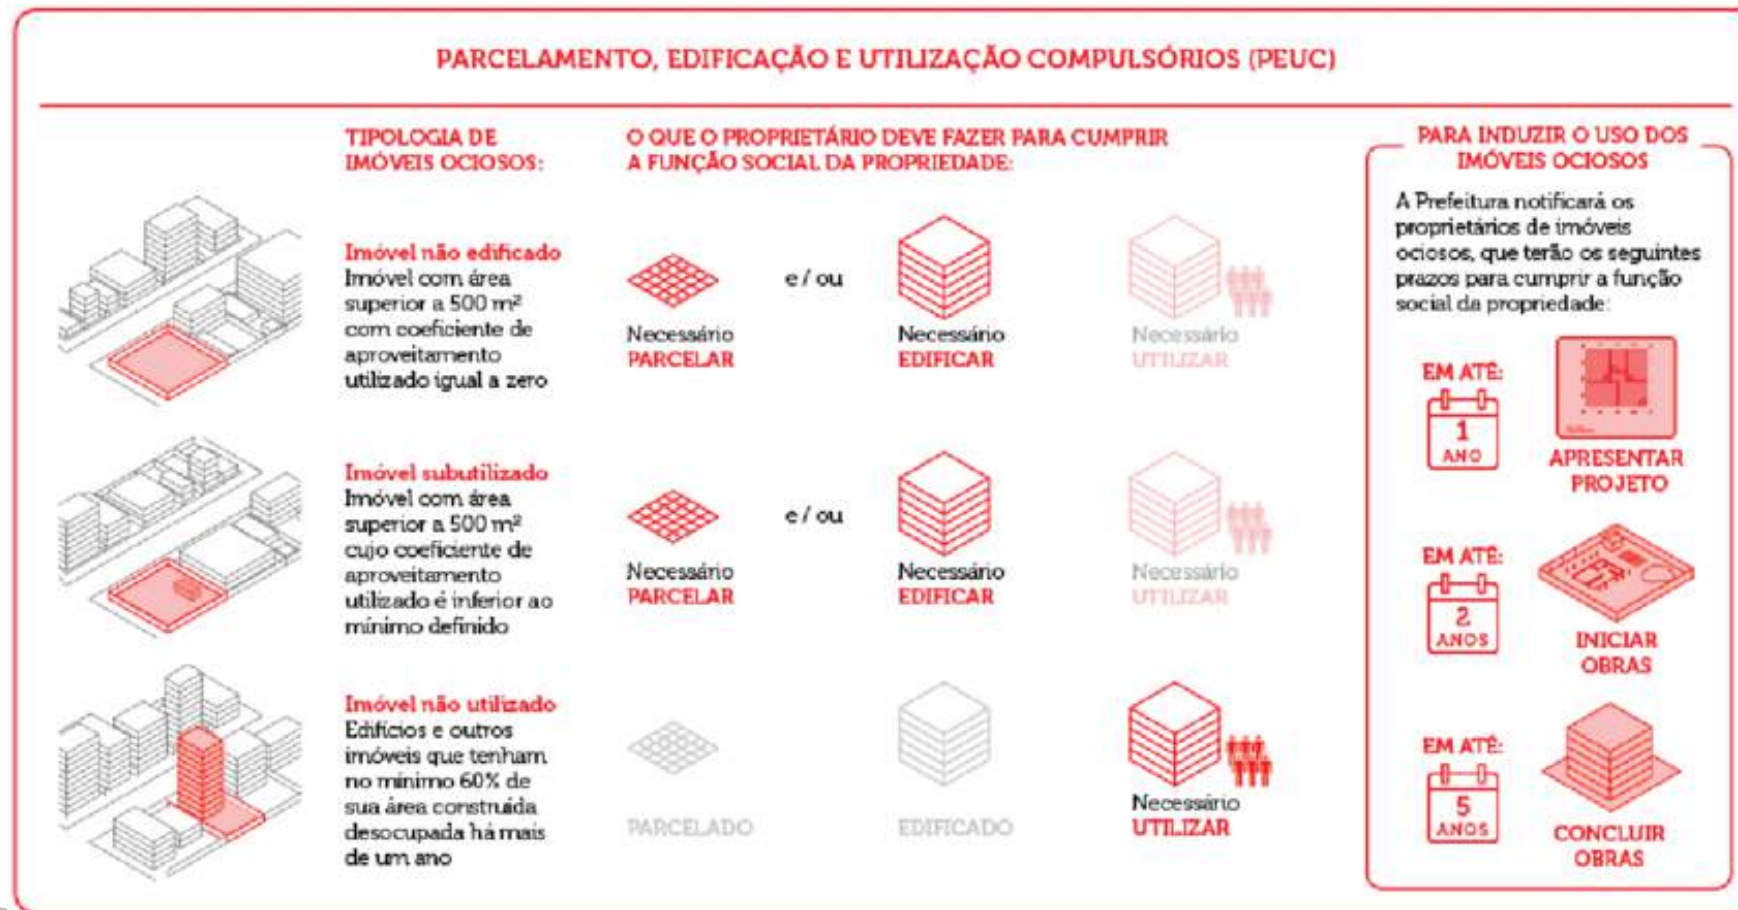 PARCELAMENTO, EDIFICAÇÃO E UTILIZAÇÃO COMPULSÓRIOS (PEUC)
TIPOLOGIA DE
IMÓVEIS OCIOSOS:
O QUE O PROPRIETÁRIO DEVE FAZER PARA CUMPRIR
A FUNÇÃO SOCIAL DA PROPRIEDADE:
Imóvel não edificado
Imóvel com área
superior a 500 m²
com coeficiente de
aproveitamento
utilizado igual a zero
Necessário
PARCELAR
e / ou
Necessário
EDIFICAR
Necessário
UTILIZAR
Imóvel subutilizado
Imóvel com área
superior a 500 m²
cujo coeficiente de
aproveitamento
utilizado é inferior ao
mínimo definido
Necessário
PARCELAR
e / ou
Necessário
EDIFICAR
Necessário
UTILIZAR
Imóvel não utilizado
Edifícios e outros
imóveis que tenham
no mínimo 60% de
sua área construída
desocupada há mais
de um ano
PARCELADO
EDIFICADO
Necessário
UTILIZAR
PARA INDUZIR O USO DOS
IMÓVEIS OCIOSOS
A Prefeitura notificará os
proprietários de imóveis
ociosos, que terão os seguintes
prazos para cumprir a função
social da propriedade:
EM ATÉ:
1
ANO
APRESENTAR
PROJETO
EM ATÉ:
2
ANOS
INICIAR
OBRAS
EM ATÉ:
5
ANOS
CONCLUIR
OBRAS